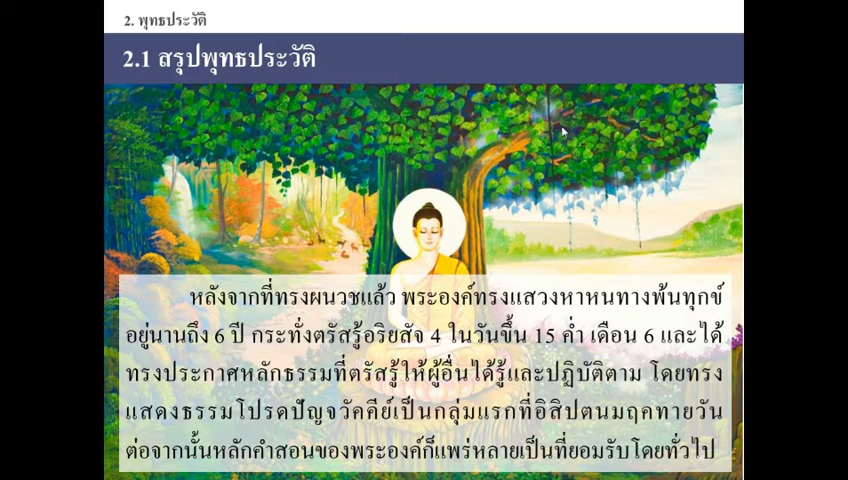 2. พุทธประวัติ
2.1 สรุปพุทธประวัติ
หลังจากที่ทรงผนวชแล้ว พระองค์ทรงแสวงหาหนทางพ้นทุกข์
อยู่นานถึง 6 ปี กระทั่งตรัสรู้อริยสัจ 4 ในวันขึ้น 15 ค่ำ เดือน 6 และได้
ทรงประกาศหลักธรรมที่ตรัสรู้ให้ผู้อื่นได้รู้และปฏิบัติตาม โดยทรง
แสดงธรรมโปรดปัญจวัคคีย์เป็นกลุ่มแรกที่อิสิปตนมฤคทายวัน
ต่อจากนั้นหลักคำสอนของพระองค์ก็แพร่หลายเป็นที่ยอมรับโดยทั่วไป